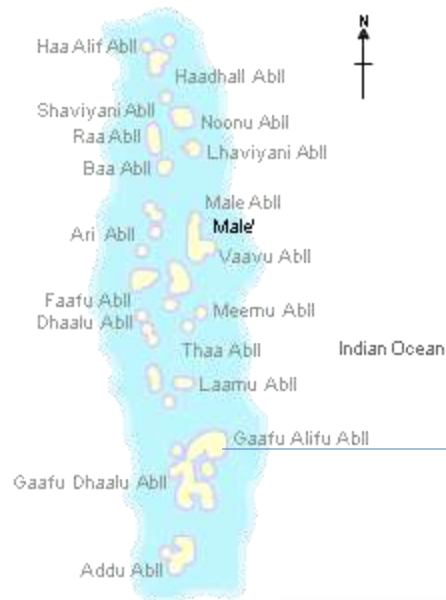 N
Haa Alif Abll
Haadhall Abll
Shaviyani Abll
Noonu Abll
Raa Abll
Lhaviyani Abll
Baa Abll
Male Abll
Male'
Ari Abll
Vaavu Abll
Faafu Abll
Meemu Abll
Dhaalu Abll
Thaa Abll
Indian Ocean
Laamu Abll
Gaafu Alifu Abll
Gaafu Dhaalu Abll
Addu Abll